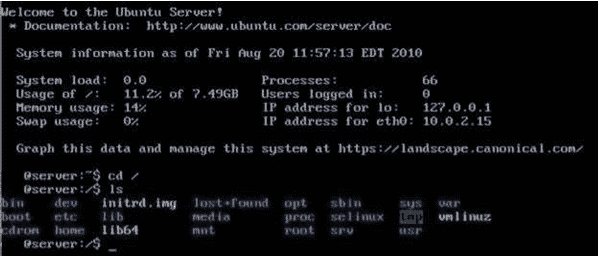 Welcome to the Ubuntu Server!
* Documentation:  http://www.ubuntu.com/server/doc
System information as of Fri Aug 20 11:57:13 EDT 2010
System load:  0.0    Processes:    66
Usage of /:   11.2% of 7.49GB    Users logged in:    0
Memory usage: 14%    IP address for lo:    127.0.0.1
Swap usage:   0%    IP address for eth0: 10.0.2.15
Graph this data and manage this system at https://landscape.canonical.com/
@server:~$ cd /
@server:/$ ls
bin    dev   initrd.img  lost+found  opt   sbin     sys  var
boot   etc   lib         media       proc  selinux  tmp  vmlinuz
cdrom  home  lib64       mnt         root  srv      usr
@server:/$ _